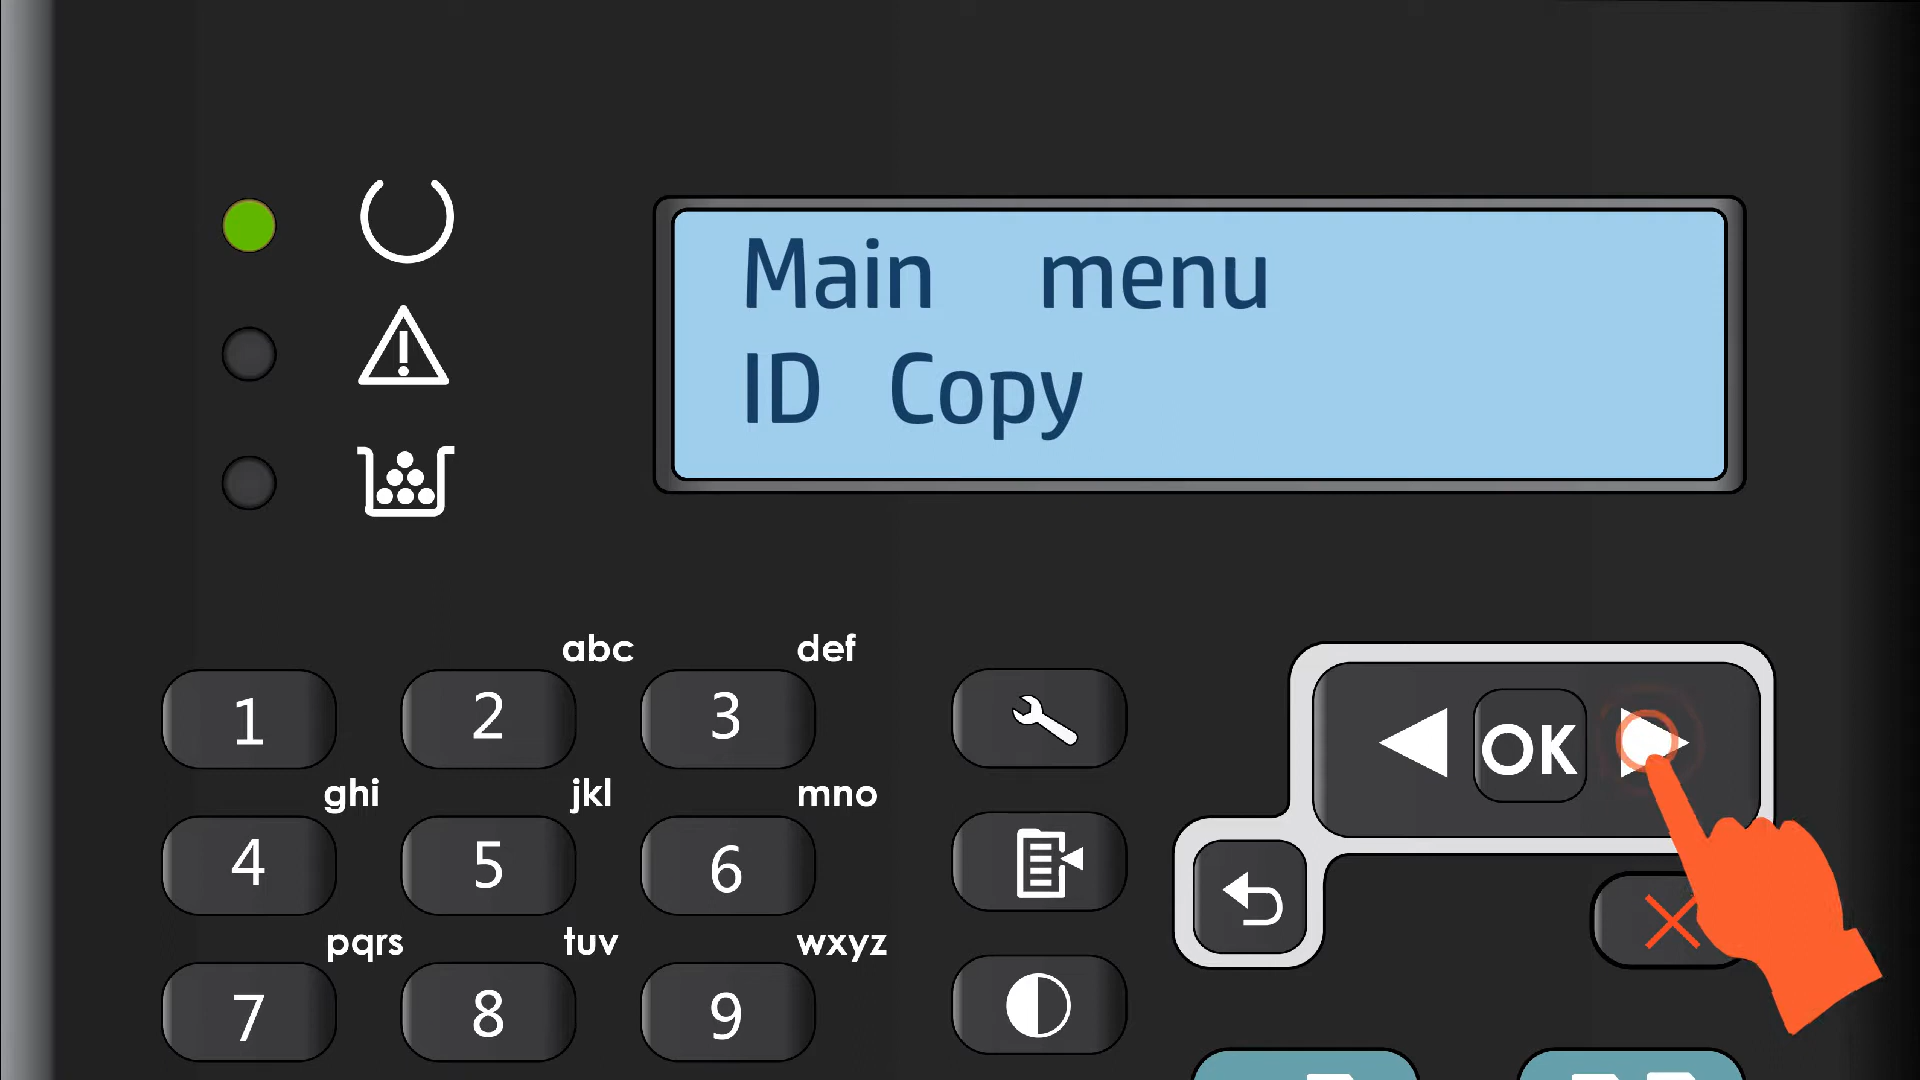 Main menu
ID Copy
abc def
1 2 3
ghi jkl mno
OK
4 5 6
pqrs tuv wxyz
7 8 9